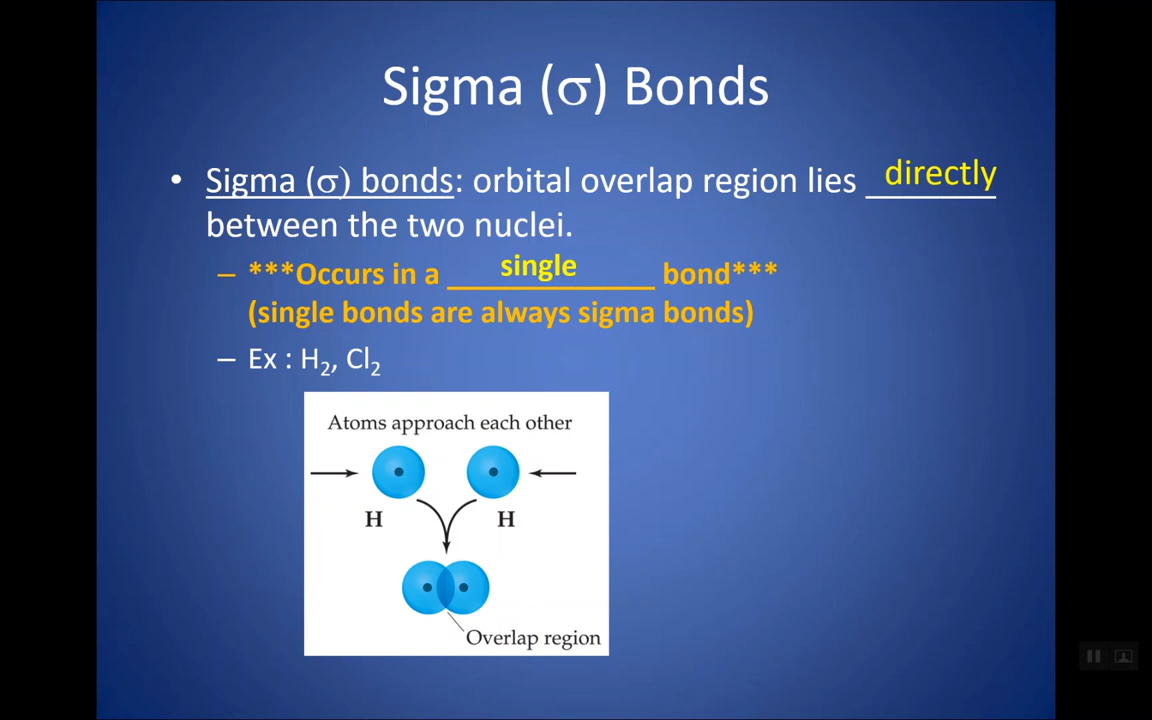 Sigma (σ) Bonds
• Sigma (σ) bonds: orbital overlap region lies directly
between the two nuclei.
– ***Occurs in a single bond***
(single bonds are always sigma bonds)
– Ex : H₂, Cl₂
Atoms approach each other
H H
Overlap region